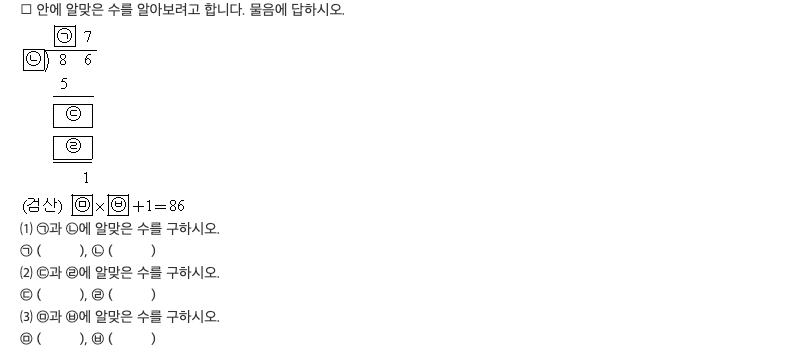 □ 안에 알맞은 수를 알아보려고 합니다. 물음에 답하시오.
㉠ 7
㉡) 8 6
5
㉢
㉣
1
(검산) ㉤×㉥+1=86
(1) ㉠과 ㉡에 알맞은 수를 구하시오.
㉠ ( ), ㉡ ( )
(2) ㉢과 ㉣에 알맞은 수를 구하시오.
㉢ ( ), ㉣ ( )
(3) ㉤과 ㉥에 알맞은 수를 구하시오.
㉤ ( ), ㉥ ( )